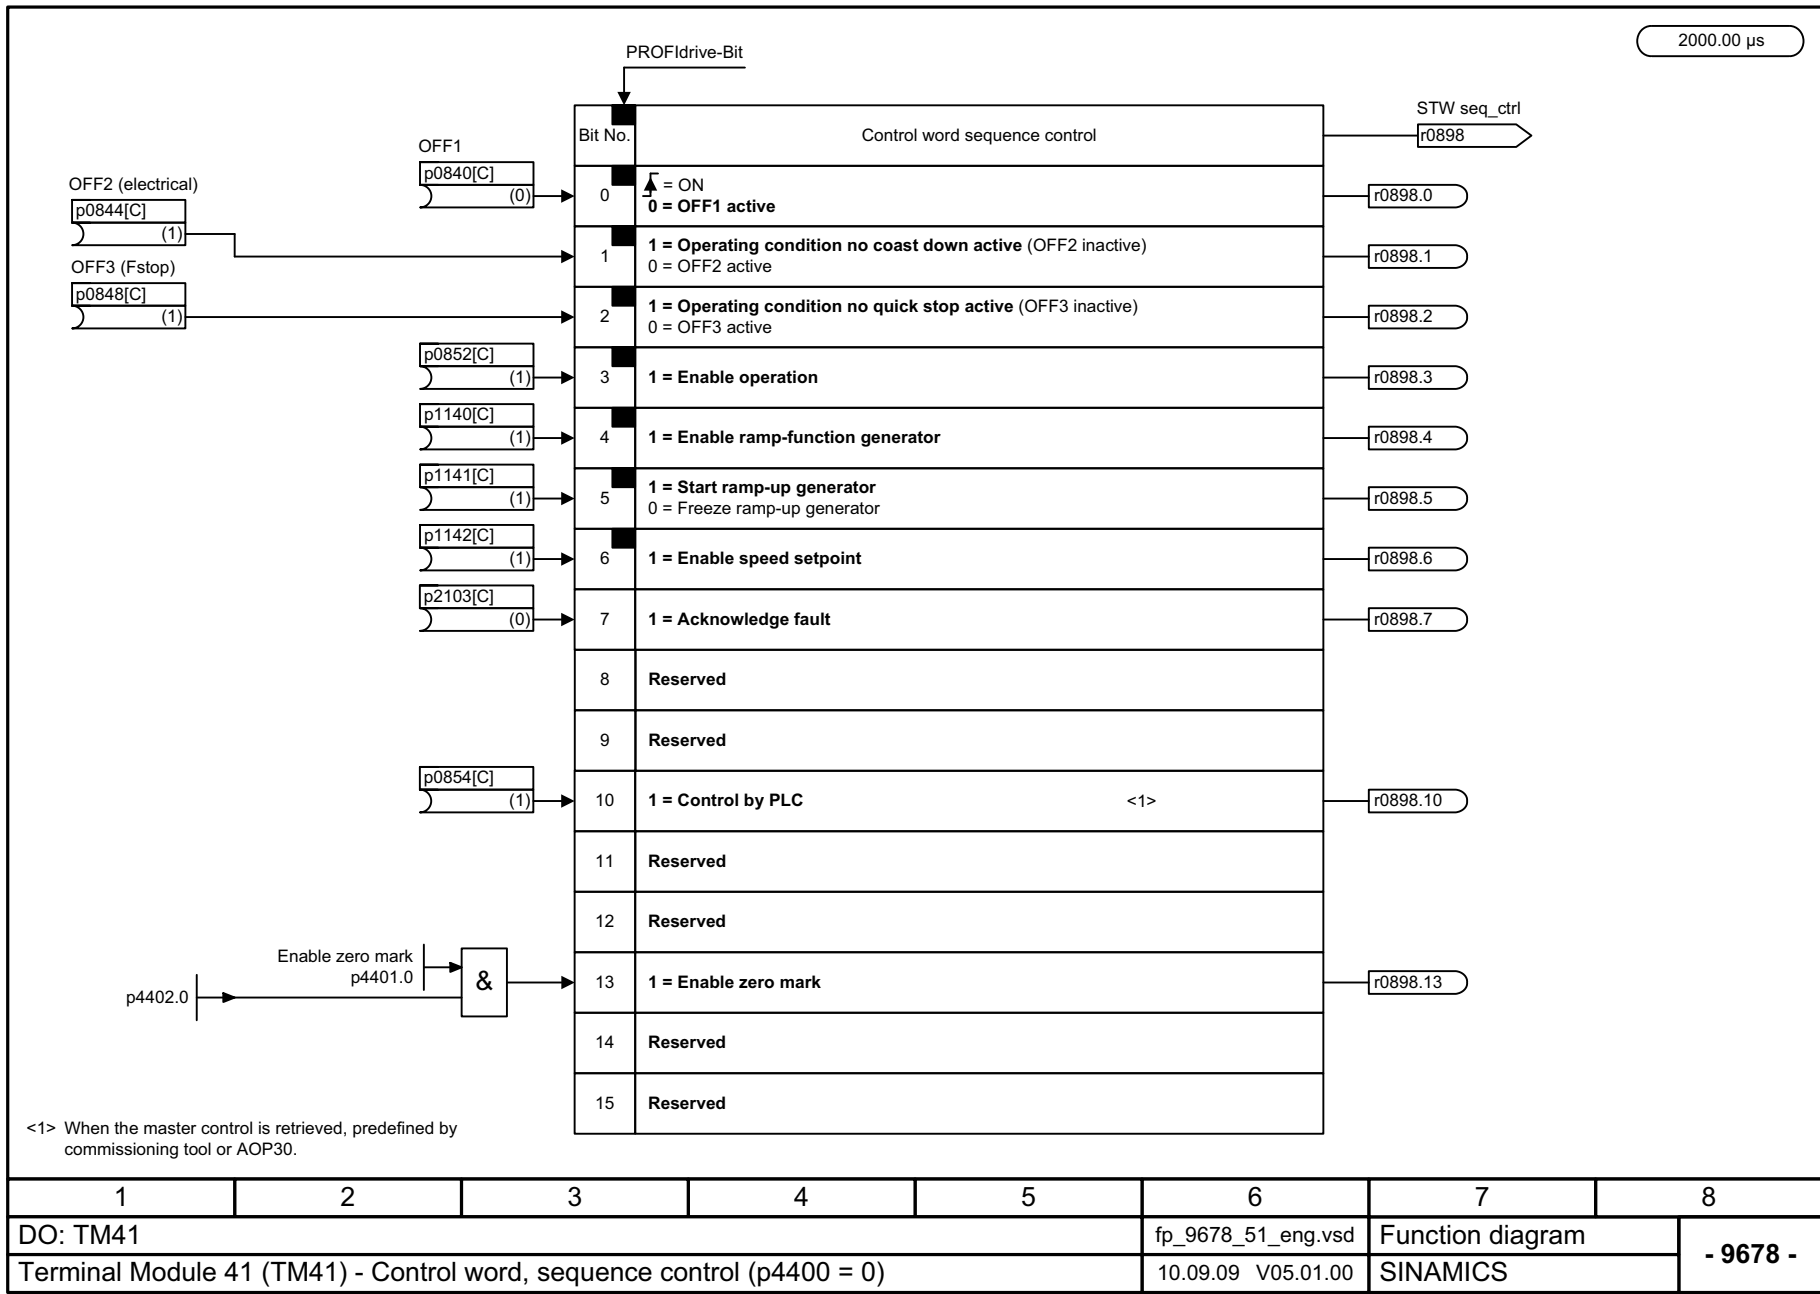 2000.00 µs
PROFIdrive-Bit
STW seq_ctrl
Bit No.
Control word sequence control
r0898
OFF1
p0840[C]
(0)
0
= ON
0 = OFF1 active
r0898.0
OFF2 (electrical)
p0844[C]
(1)
1
1 = Operating condition no coast down active (OFF2 inactive)
0 = OFF2 active
r0898.1
OFF3 (Fstop)
p0848[C]
(1)
2
1 = Operating condition no quick stop active (OFF3 inactive)
0 = OFF3 active
r0898.2
p0852[C]
(1)
3
1 = Enable operation
r0898.3
p1140[C]
(1)
4
1 = Enable ramp-function generator
r0898.4
p1141[C]
(1)
5
1 = Start ramp-up generator
0 = Freeze ramp-up generator
r0898.5
p1142[C]
(1)
6
1 = Enable speed setpoint
r0898.6
p2103[C]
(0)
7
1 = Acknowledge fault
r0898.7
8
Reserved
9
Reserved
p0854[C]
(1)
10
1 = Control by PLC <1>
r0898.10
11
Reserved
12
Reserved
Enable zero mark
p4401.0
p4402.0
&
13
1 = Enable zero mark
r0898.13
14
Reserved
15
Reserved
<1> When the master control is retrieved, predefined by
commissioning tool or AOP30.
1 2 3 4 5 6 7 8
DO: TM41
fp_9678_51_eng.vsd
Function diagram
- 9678 -
Terminal Module 41 (TM41) - Control word, sequence control (p4400 = 0)
10.09.09 V05.01.00
SINAMICS